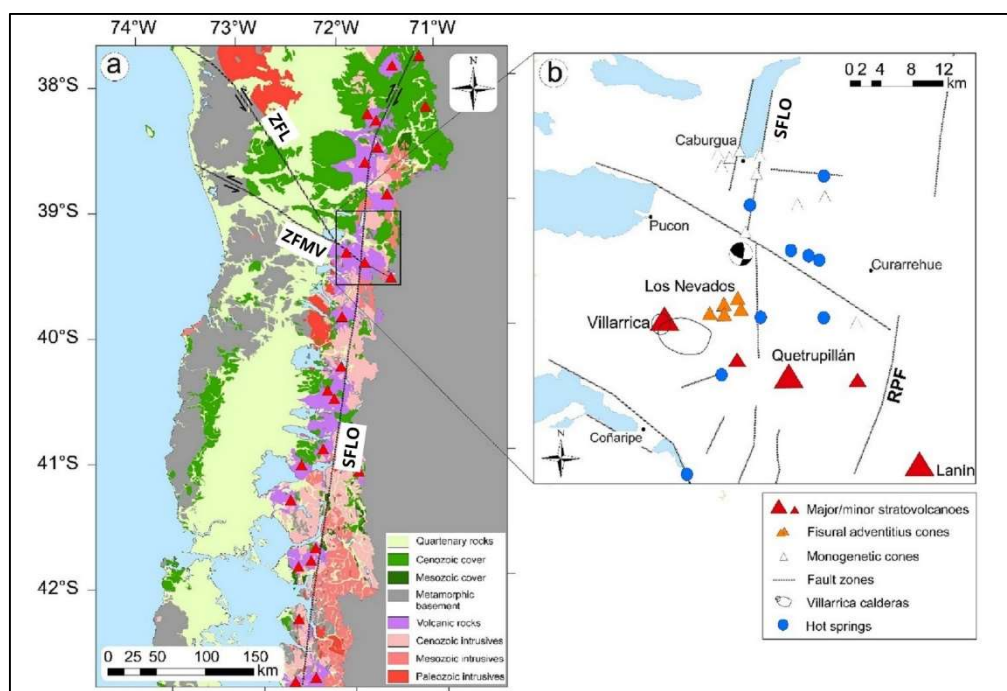 74°W 73°W 72°W 71°W
a
N
38°S
39°S
40°S
41°S
42°S
ZFL
ZFMV
SFLO
Quartenary rocks
Cenozoic cover
Mesozoic cover
Metamorphic
basement
Volcanic rocks
Cenozoic intrusives
Mesozoic intrusives
Paleozoic intrusives
0 25 50 100 150
km
b
0 2 4 8 12
km
SFLO
Caburgua
Pucon
Curarrehue
Los Nevados
Villarrica
Quetrupillán
RPF
Coñaripe
N
Lanin
Major/minor stratovolcanoes
Fisural adventitius cones
Monogenetic cones
Fault zones
Villarrica calderas
Hot springs